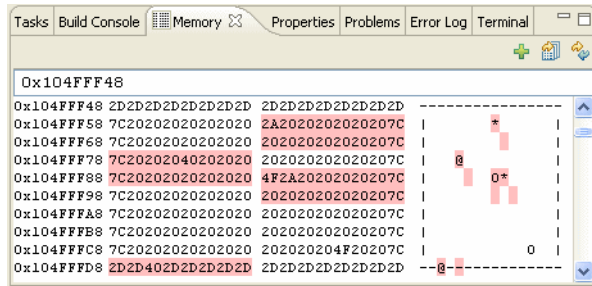 Tasks Build Console Memory Properties Problems Error Log Terminal
0x104FFF48
0x104FFF48 2D2D2D2D2D2D2D2D 2D2D2D2D2D2D2D2D ----------------
0x104FFF58 7C20202020202020 2A2020202020207C |       *      |
0x104FFF68 7C20202020202020 202020202020207C |              |
0x104FFF78 7C20202040202020 202020202020207C |   @          |
0x104FFF88 7C20202020202020 4F2A20202020207C |       O*     |
0x104FFF98 7C20202020202020 202020202020207C |              |
0x104FFFA8 7C20202020202020 202020202020207C |              |
0x104FFFB8 7C20202020202020 202020202020207C |              |
0x104FFFC8 7C20202020202020 202020204F20207C |           O  |
0x104FFFD8 2D2D402D2D2D2D2D 2D2D2D2D2D2D2D2D --@-------------